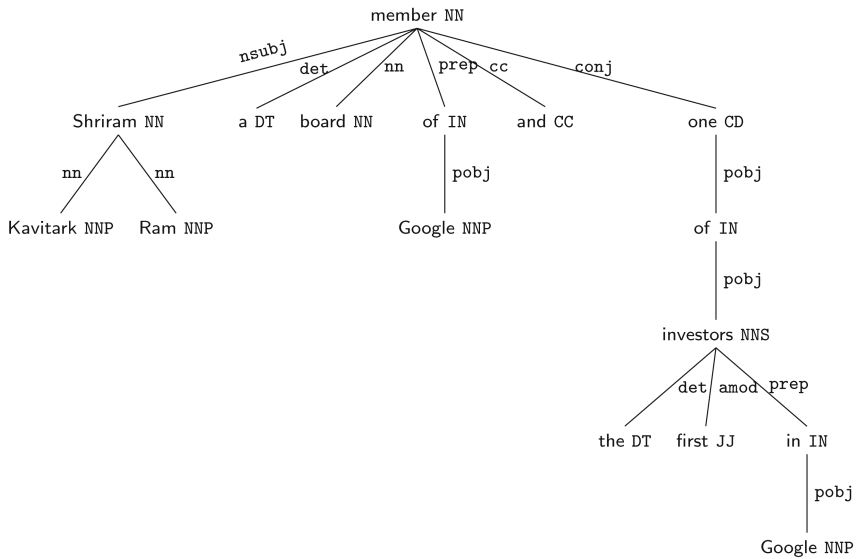 member NN
nsubj det nn prep cc conj
Shriram NN a DT board NN of IN and CC one CD
nn nn pobj pobj
Kavitark NNP Ram NNP Google NNP of IN
pobj
investors NNS
det amod prep
the DT first JJ in IN
pobj
Google NNP